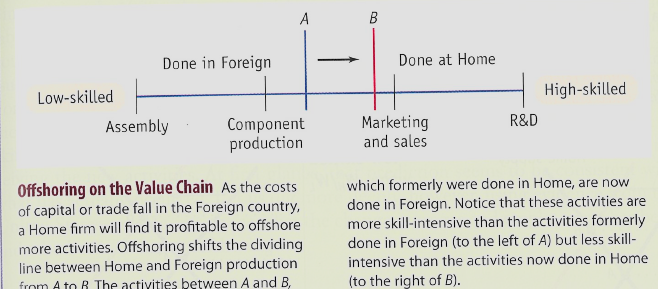 A
B
Done in Foreign
Done at Home
Low-skilled
High-skilled
Assembly
Component
production
Marketing
and sales
R&D
Offshoring on the Value Chain As the costs
of capital or trade fall in the Foreign country,
a Home firm will find it profitable to offshore
more activities. Offshoring shifts the dividing
line between Home and Foreign production
from A to B. The activities between A and B,
which formerly were done in Home, are now
done in Foreign. Notice that these activities are
more skill-intensive than the activities formerly
done in Foreign (to the left of A) but less skill-
intensive than the activities now done in Home
(to the right of B).